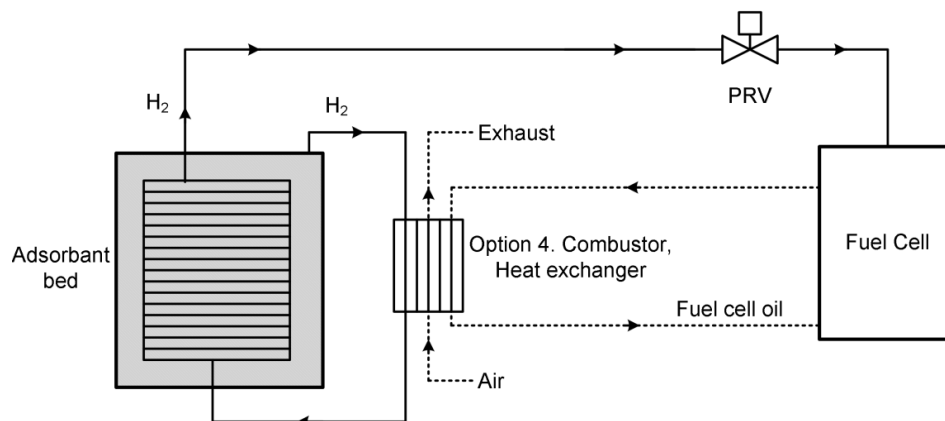 H₂
PRV
H₂
Exhaust
Adsorbant
bed
Option 4. Combustor,
Heat exchanger
Fuel Cell
Fuel cell oil
Air